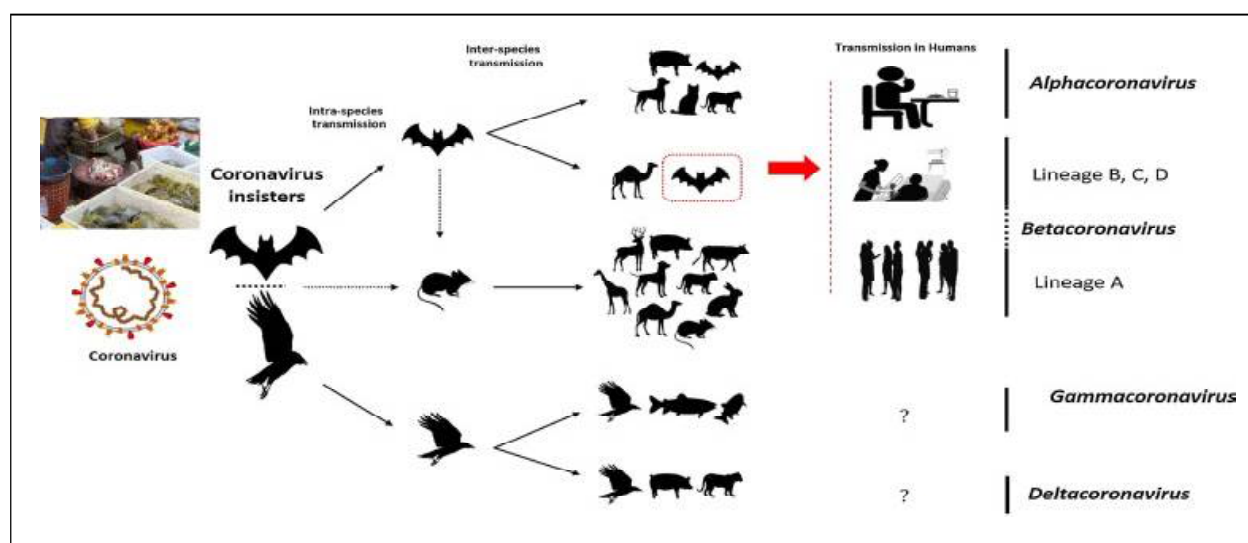 Inter-species
transmission
Transmission in Humans
Intra-species
transmission
Alphacoronavirus
Coronavirus
insisters
Lineage B, C, D
Betacoronavirus
Lineage A
Coronavirus
Gammacoronavirus
?
Deltacoronavirus
?